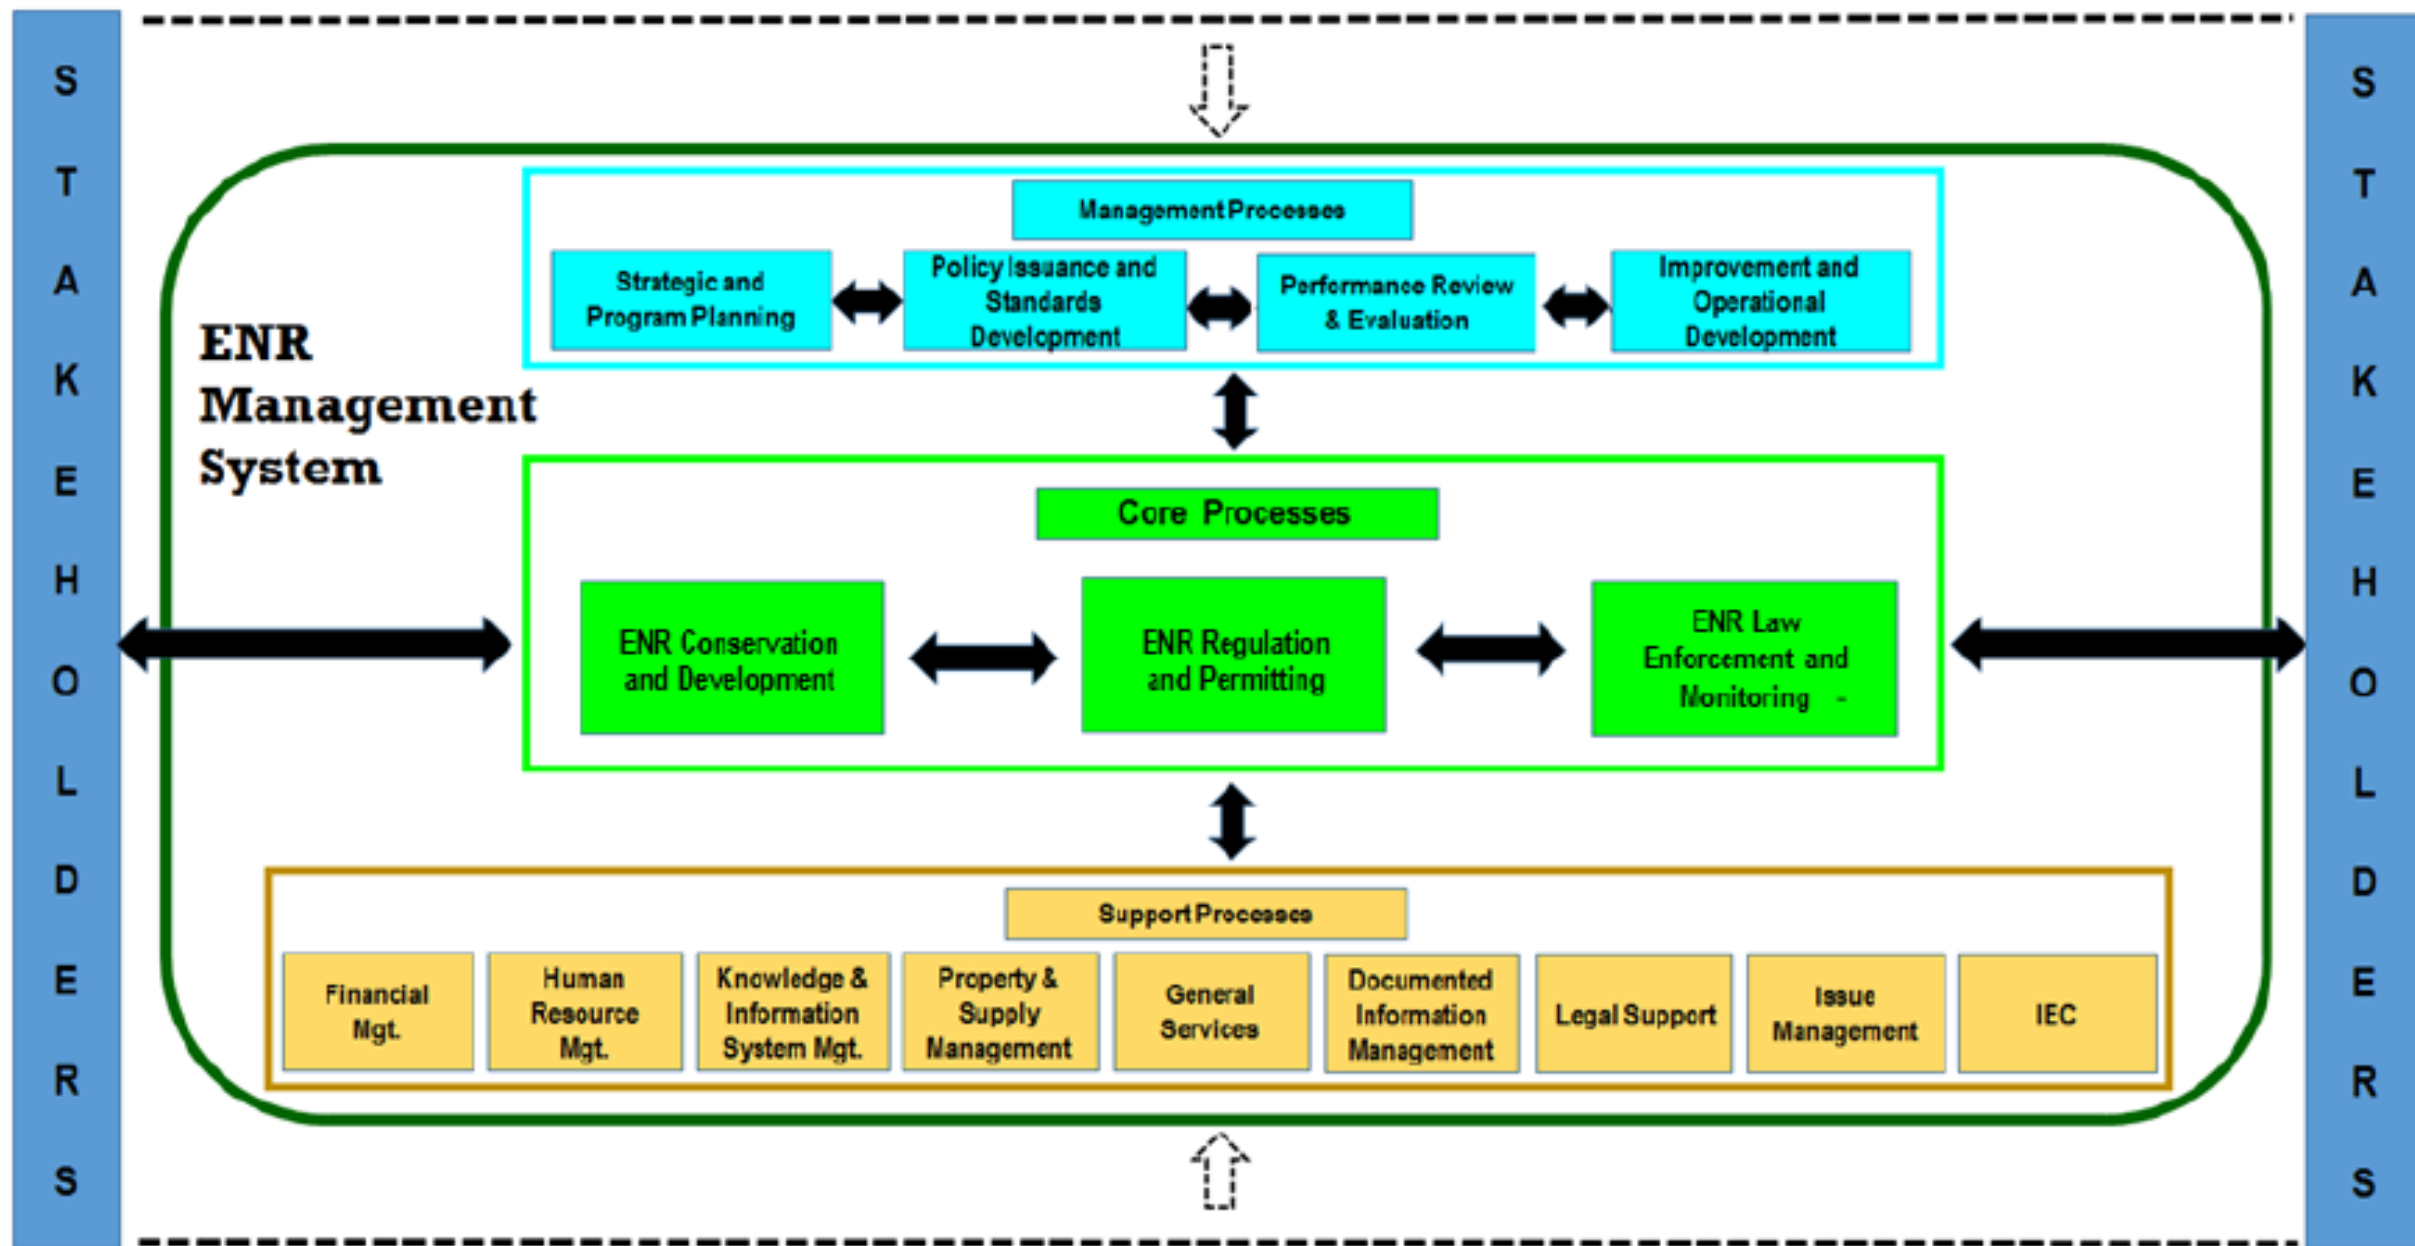 STAKEHOLDERS
ENR
Management
System
Management Processes
Strategic and
Program Planning
Policy Issuance and
Standards
Development
Performance Review
& Evaluation
Improvement and
Operational
Development
Core Processes
ENR Conservation
and Development
ENR Regulation
and Permitting
ENR Law
Enforcement and
Monitoring -
Support Processes
Financial
Mgt.
Human
Resource
Mgt.
Knowledge &
Information
System Mgt.
Property &
Supply
Management
General
Services
Documented
Information
Management
Legal Support
Issue
Management
IEC
STAKEHOLDERS